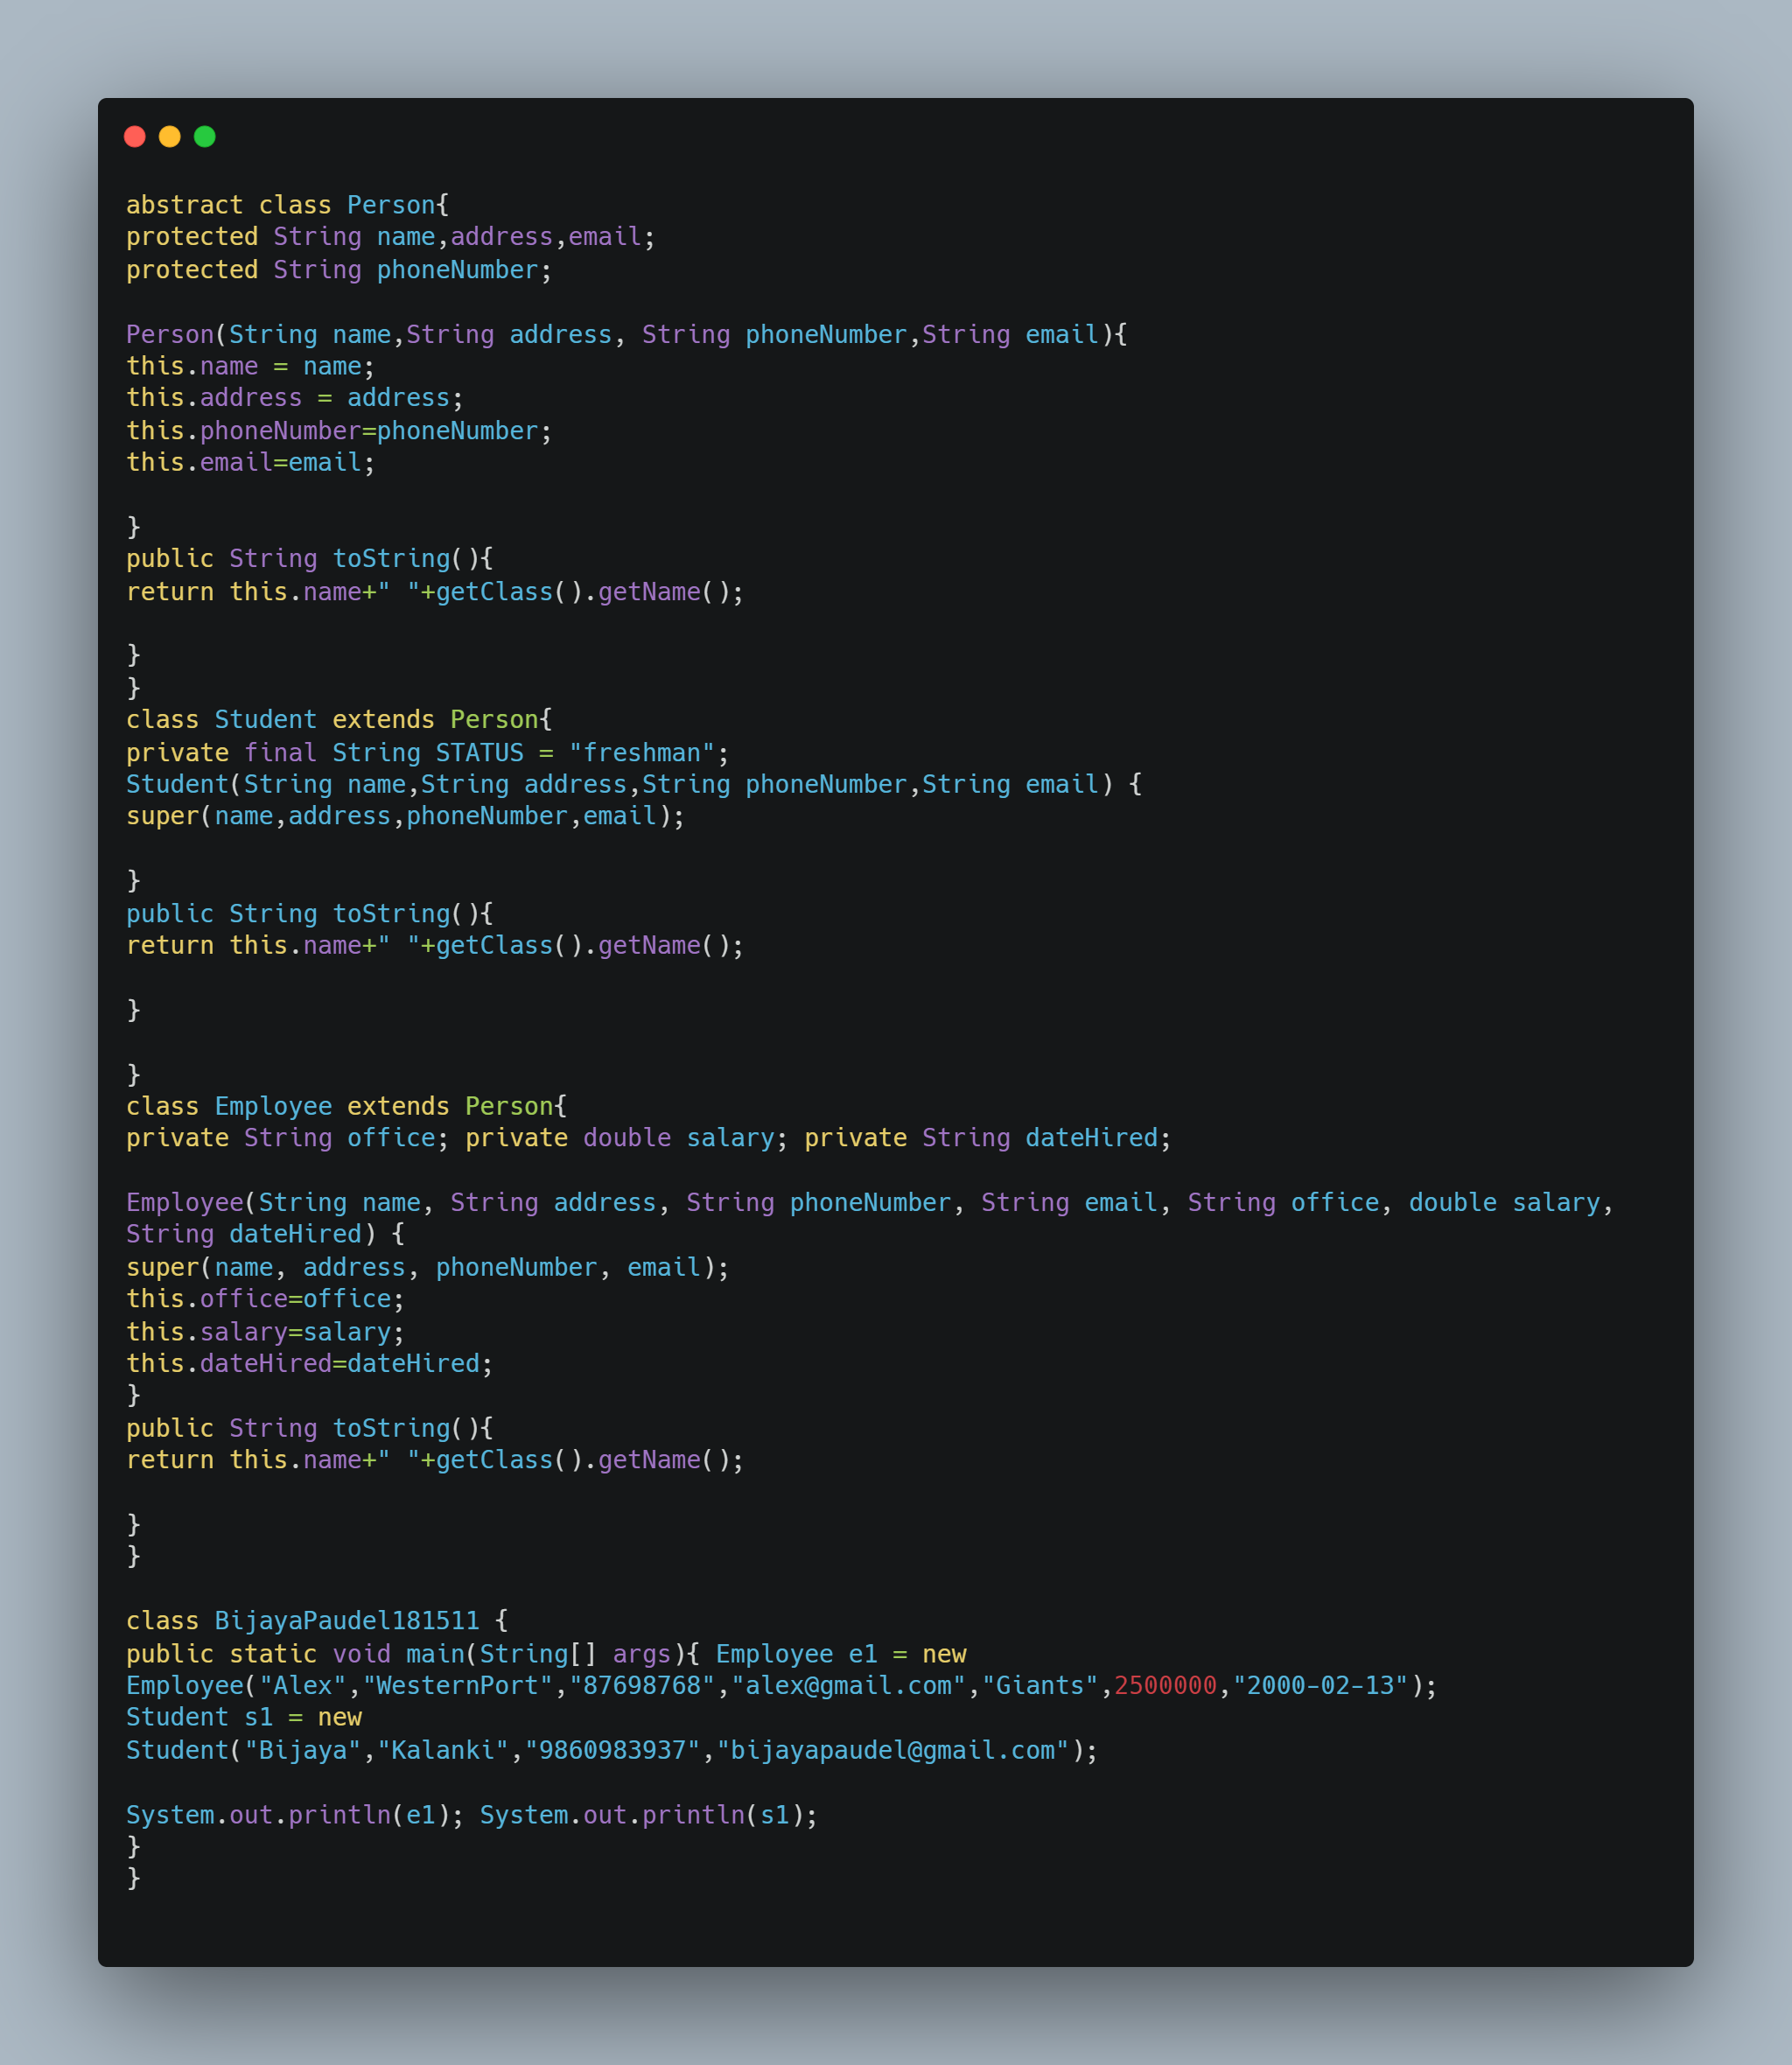 abstract class Person{
protected String name,address,email;
protected String phoneNumber;
Person(String name,String address, String phoneNumber,String email){
this.name = name;
this.address = address;
this.phoneNumber=phoneNumber;
this.email=email;
}
public String toString(){
return this.name+" "+getClass().getName();
}
}
class Student extends Person{
private final String STATUS = "freshman";
Student(String name,String address,String phoneNumber,String email) {
super(name,address,phoneNumber,email);
}
public String toString(){
return this.name+" "+getClass().getName();
}
}
class Employee extends Person{
private String office; private double salary; private String dateHired;
Employee(String name, String address, String phoneNumber, String email, String office, double salary,
String dateHired) {
super(name, address, phoneNumber, email);
this.office=office;
this.salary=salary;
this.dateHired=dateHired;
}
public String toString(){
return this.name+" "+getClass().getName();
}
}
class BijayaPaudel181511 {
public static void main(String[] args){ Employee e1 = new
Employee("Alex","WesternPort","87698768","alex@gmail.com","Giants",2500000,"2000-02-13");
Student s1 = new
Student("Bijaya","Kalanki","9860983937","bijayapaudel@gmail.com");
System.out.println(e1); System.out.println(s1);
}
}